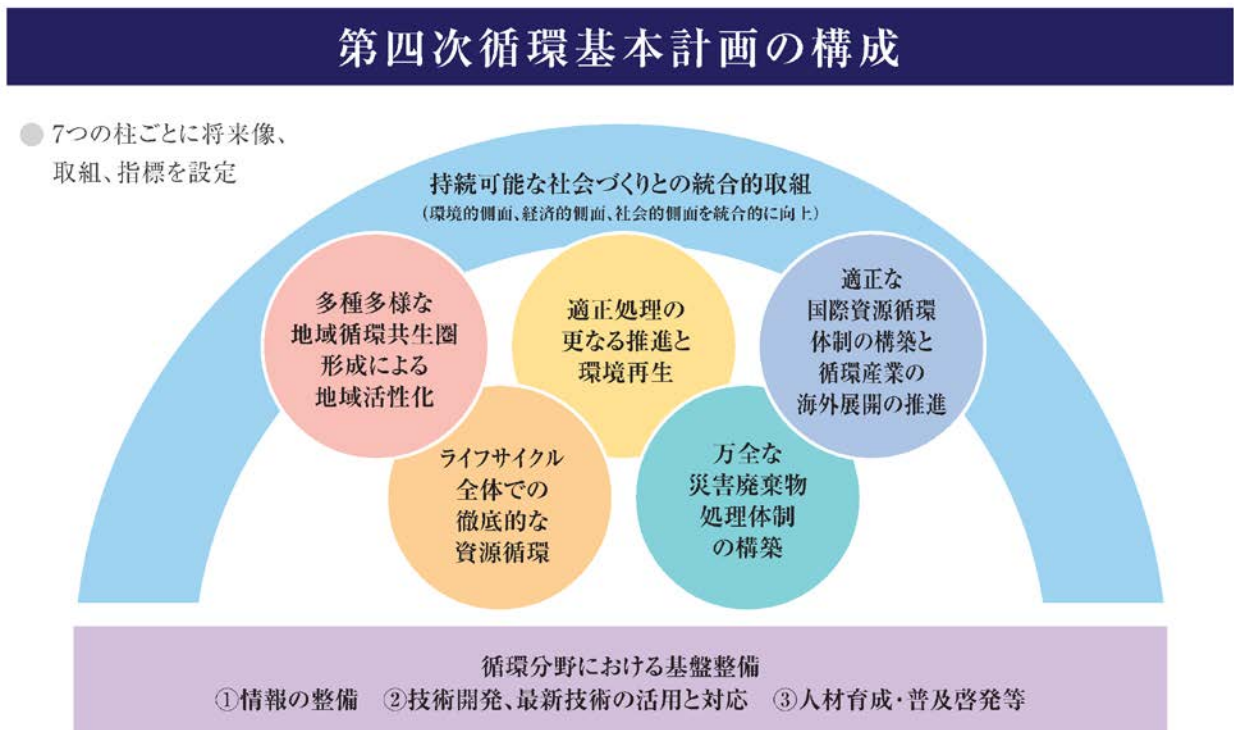 第四次循環基本計画の構成
7つの柱ごとに将来像、
取組、指標を設定
持続可能な社会づくりとの統合的取組
(環境的側面、経済的側面、社会的側面を統合的に向上)
多種多様な
地域循環共生圏
形成による
地域活性化
適正処理の
更なる推進と
環境再生
適正な
国際資源循環
体制の構築と
循環産業の
海外展開の推進
ライフサイクル
全体での
徹底的な
資源循環
万全な
災害廃棄物
処理体制
の構築
循環分野における基盤整備
①情報の整備 ②技術開発、最新技術の活用と対応 ③人材育成・普及啓発等